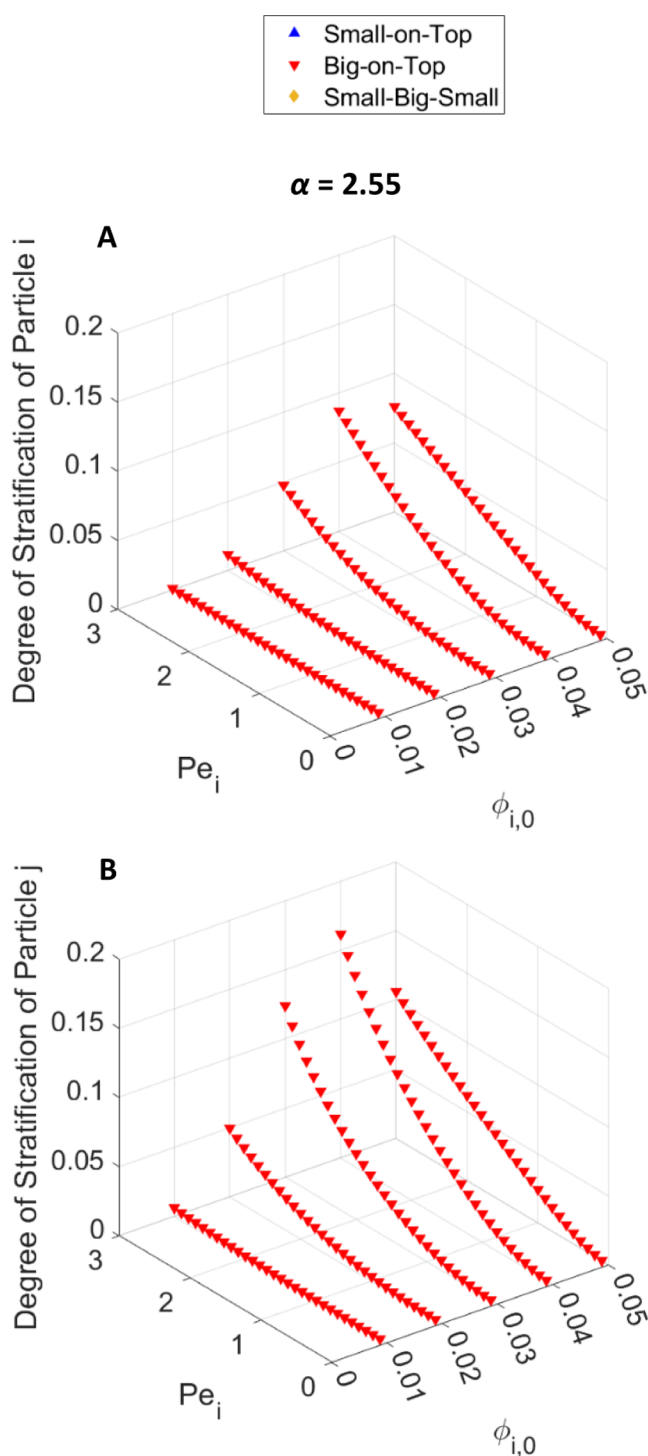 Small-on-Top
Big-on-Top
Small-Big-Small
α = 2.55
A
Degree of Stratification of Particle i
0.2
0.15
0.1
0.05
0
3
2
1
0
Pe_i
0
0.01
0.02
0.03
0.04
0.05
ϕ_i,0
B
Degree of Stratification of Particle j
0.2
0.15
0.1
0.05
0
3
2
1
0
Pe_i
0
0.01
0.02
0.03
0.04
0.05
ϕ_i,0